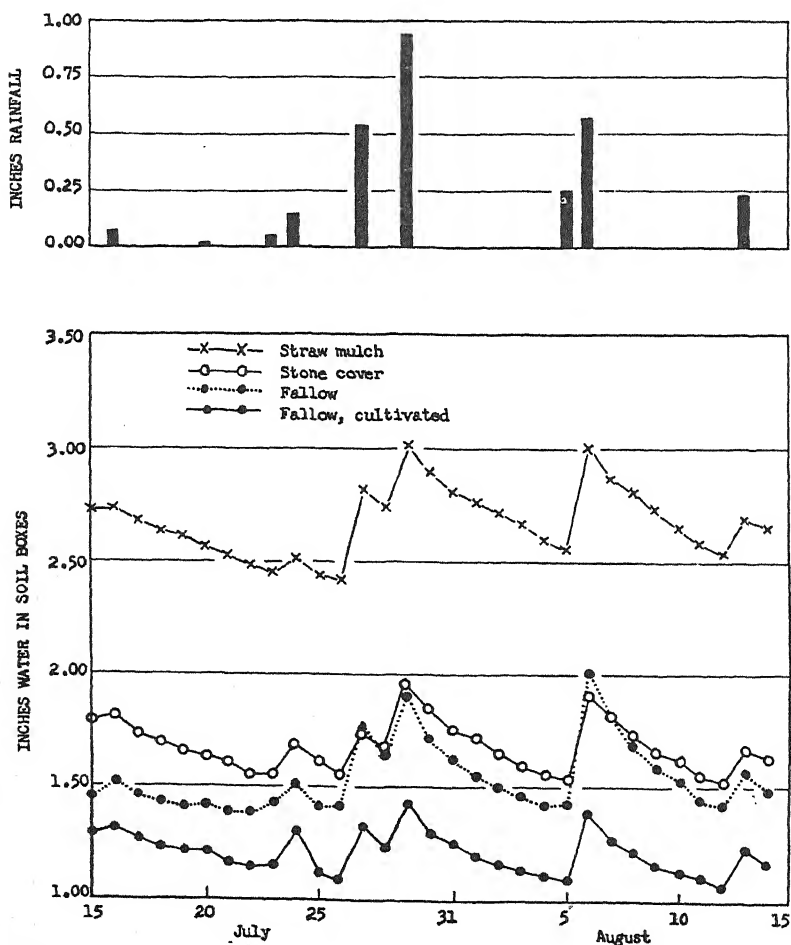 INCHES RAINFALL
1.00
0.75
0.50
0.25
0.00
INCHES WATER IN SOIL BOXES
3.50
3.00
2.50
2.00
1.50
1.00
Straw mulch
Stone cover
Fallow
Fallow, cultivated
15 20 25 31 5 10 15
July August